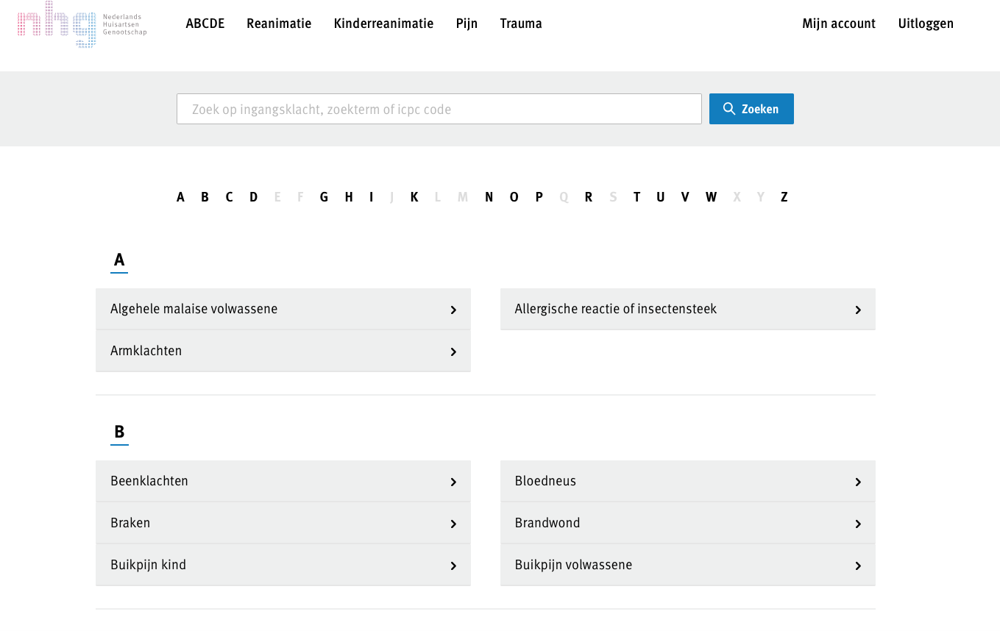 nhg
Nederlands
Huisartsen
Genootschap
ABCDE Reanimatie Kinderreanimatie Pijn Trauma Mijn account Uitloggen
Zoek op ingangsklacht, zoekterm of icpc code Zoeken
A B C D E F G H I J K L M N O P Q R S T U V W X Y Z
A
Algehele malaise volwassene Allergische reactie of insectensteek
Armklachten
B
Beenklachten Bloedneus
Braken Brandwond
Buikpijn kind Buikpijn volwassene